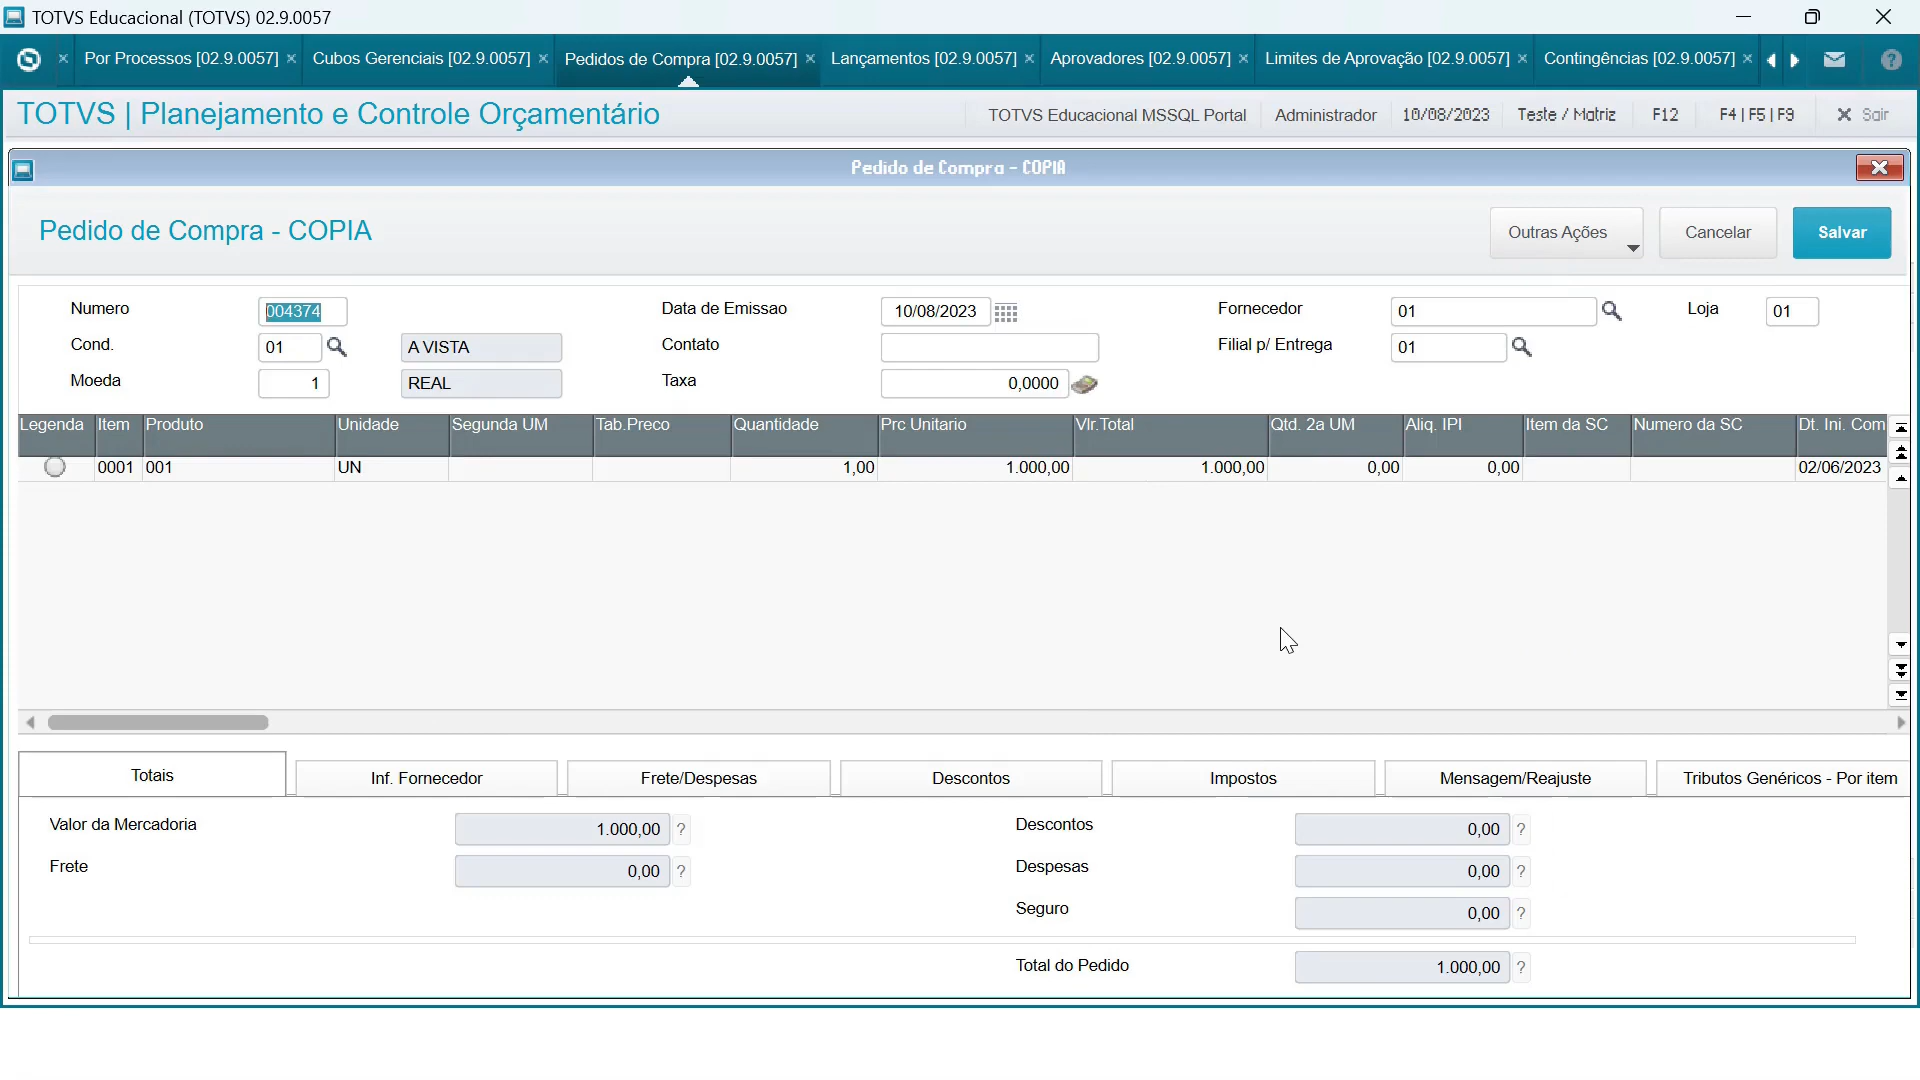 TOTVS Educacional (TOTVS) 02.9.0057
Por Processos [02.9.0057] Cubos Gerenciais [02.9.0057] Pedidos de Compra [02.9.0057] Lançamentos [02.9.0057] Aprovadores [02.9.0057] Limites de Aprovação [02.9.0057] Contingências [02.9.0057]
TOTVS | Planejamento e Controle Orçamentário TOTVS Educacional MSSQL Portal Administrador 10/08/2023 Teste / Matriz F12 F4 | F5 | F9 Sair
Pedido de Compra - COPIA
Pedido de Compra - COPIA Outras Ações Cancelar Salvar
Numero 004374 Data de Emissao 10/08/2023 Fornecedor 01 Loja 01
Cond. 01 A VISTA Contato Filial p/ Entrega 01
Moeda 1 REAL Taxa 0,0000
Legenda Item Produto Unidade Segunda UM Tab.Preco Quantidade Prc Unitario Vlr.Total Qtd. 2a UM Aliq. IPI Item da SC Numero da SC Dt. Ini. Com
0001 001 UN 1,00 1.000,00 1.000,00 0,00 0,00 02/06/2023
Totais Inf. Fornecedor Frete/Despesas Descontos Impostos Mensagem/Reajuste Tributos Genéricos - Por item
Valor da Mercadoria 1.000,00 ? Descontos 0,00 ?
Frete 0,00 ? Despesas 0,00 ?
Seguro 0,00 ?
Total do Pedido 1.000,00 ?